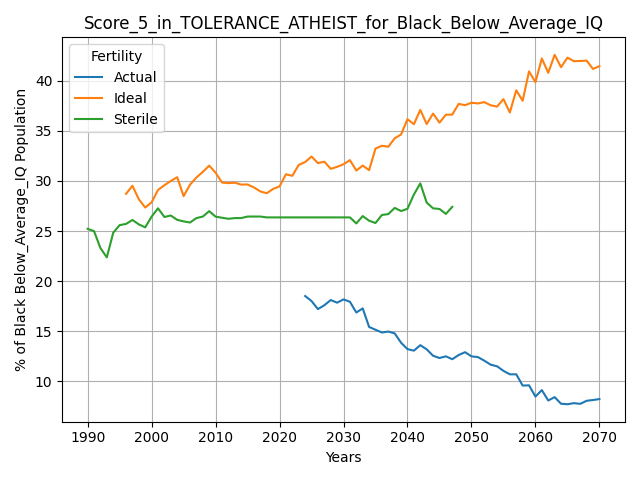 Score_5_in_TOLERANCE_ATHEIST_for_Black_Below_Average_IQ
Fertility
Actual
Ideal
Sterile
% of Black Below_Average_IQ Population
40
35
30
25
20
15
10
1990 2000 2010 2020 2030 2040 2050 2060 2070
Years